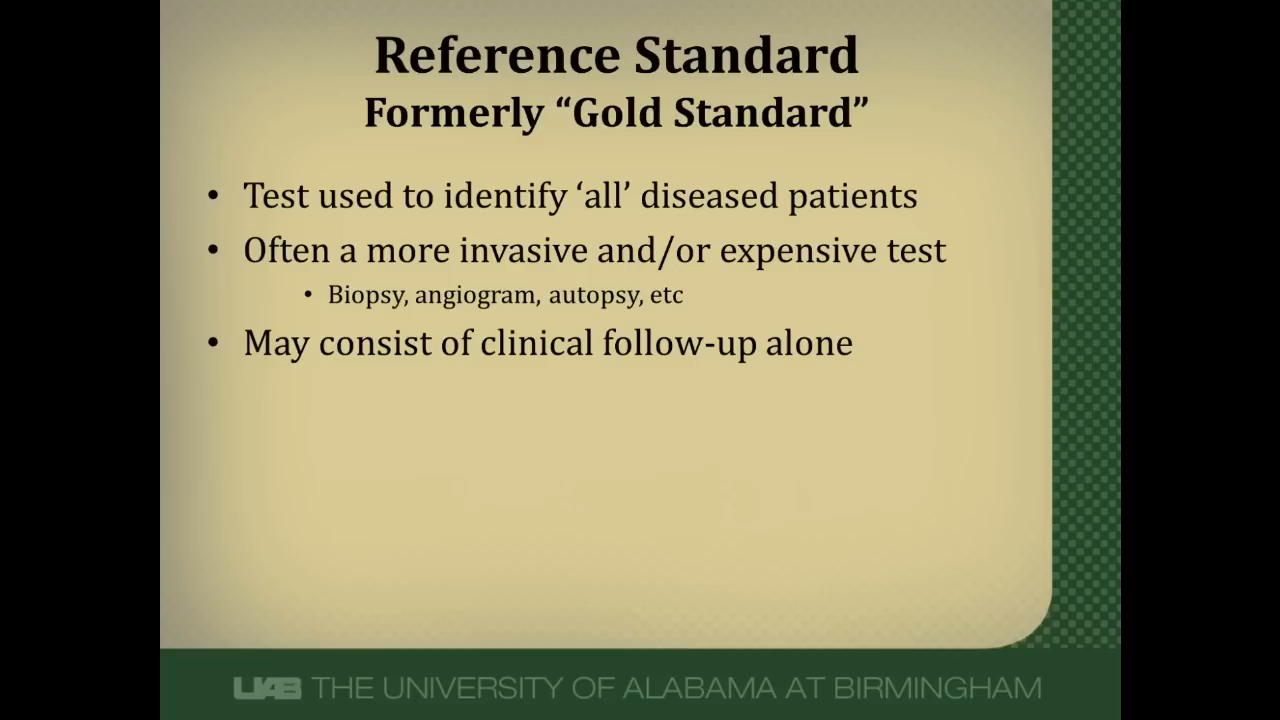 Reference Standard
Formerly “Gold Standard”
• Test used to identify ‘all’ diseased patients
• Often a more invasive and/or expensive test
• Biopsy, angiogram, autopsy, etc
• May consist of clinical follow-up alone
UAB THE UNIVERSITY OF ALABAMA AT BIRMINGHAM